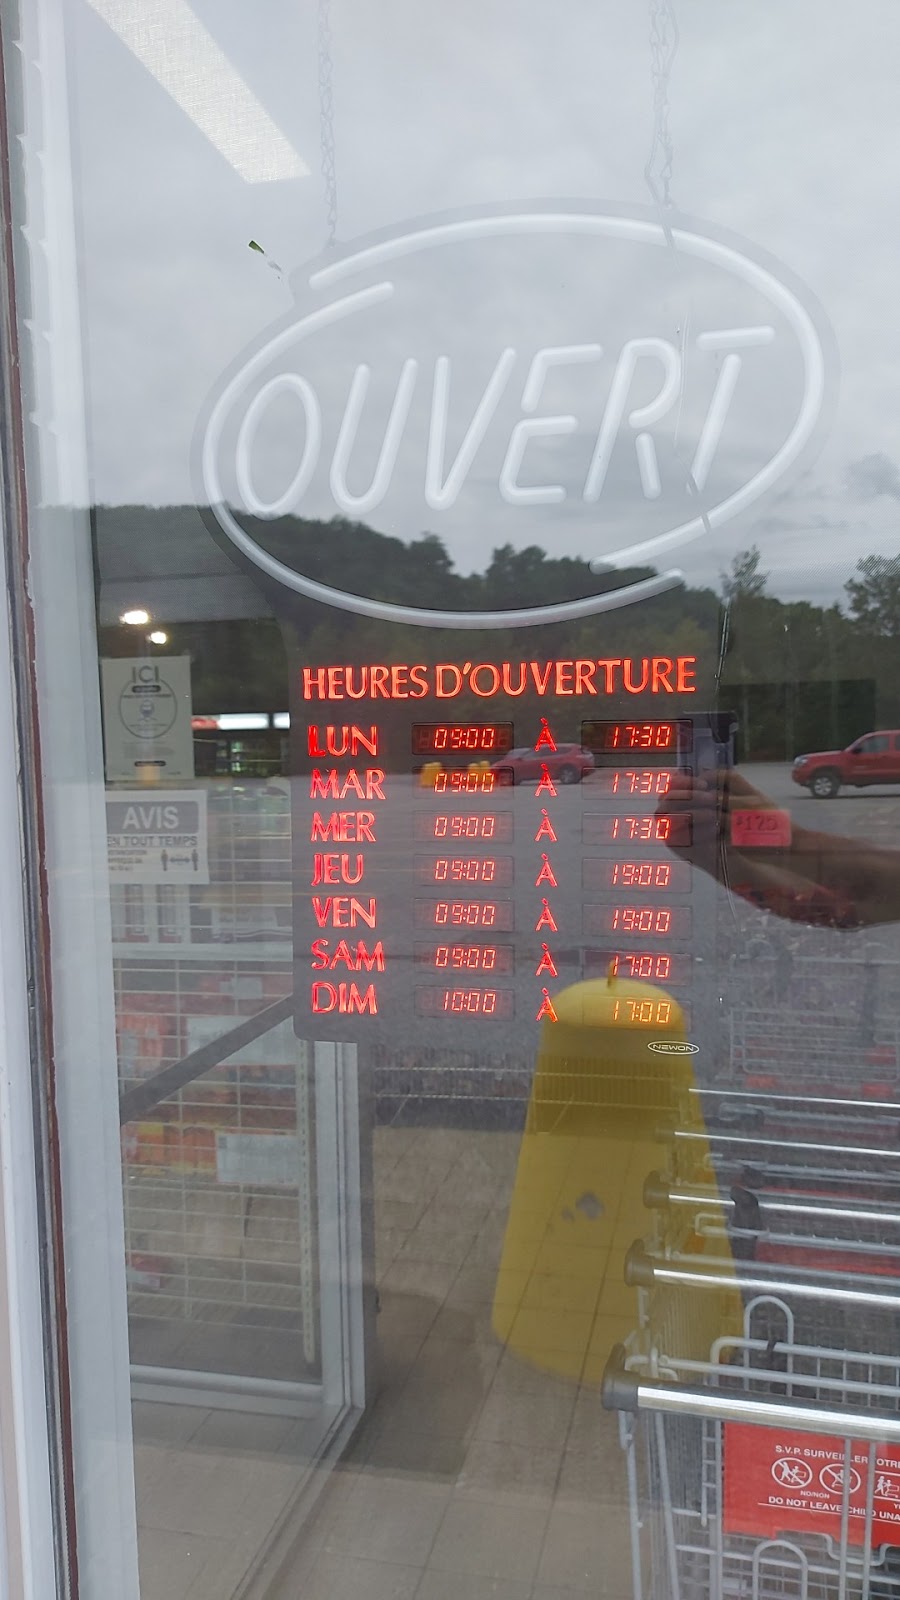 OUVERT
HEURES D'OUVERTURE
LUN 09:00 À 17:30
MAR 09:00 À 17:30
MER 09:00 À 17:30
JEU 09:00 À 19:00
VEN 09:00 À 19:00
SAM 09:00 À 17:00
DIM 10:00 À 17:00
NEWON
ICI
AVIS
EN TOUT TEMPS
S.V.P. SURVEILLER
NO/NON
DO NOT LEAVE CHILD